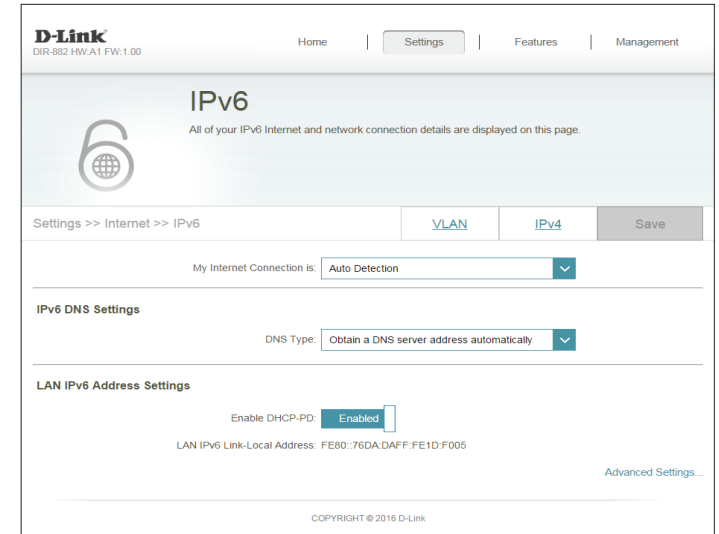 D-Link
DIR-882 HW:A1 FW:1.00
Home
Settings
Features
Management
IPv6
All of your IPv6 Internet and network connection details are displayed on this page.
Settings >> Internet >> IPv6
VLAN
IPv4
Save
My Internet Connection is: Auto Detection
IPv6 DNS Settings
DNS Type: Obtain a DNS server address automatically
LAN IPv6 Address Settings
Enable DHCP-PD: Enabled
LAN IPv6 Link-Local Address: FE80::76DA:DAFF:FE1D:F005
Advanced Settings...
COPYRIGHT © 2016 D-Link